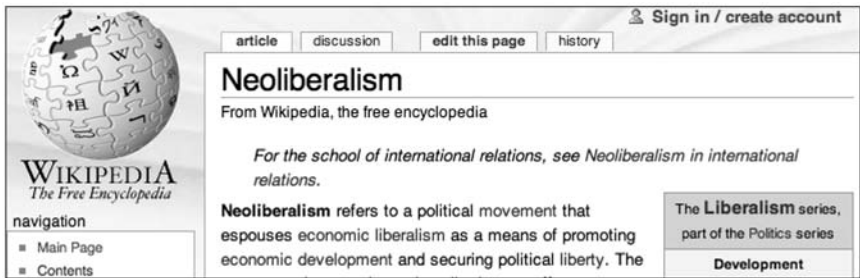 Sign in / create account
article discussion edit this page history
Neoliberalism
From Wikipedia, the free encyclopedia
For the school of international relations, see Neoliberalism in international
relations.
WIKIPEDIA
The Free Encyclopedia
navigation
Main Page
Contents
Neoliberalism refers to a political movement that
espouses economic liberalism as a means of promoting
economic development and securing political liberty. The
The Liberalism series,
part of the Politics series
Development